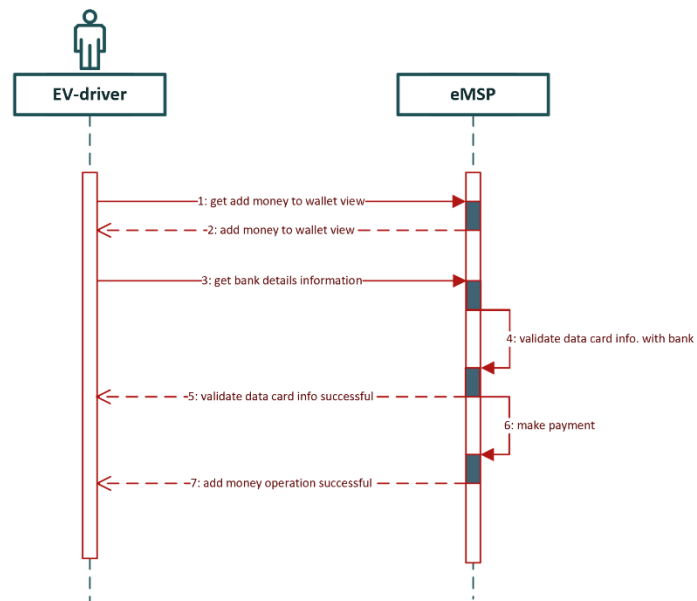 EV-driver
eMSP
1: get add money to wallet view
2: add money to wallet view
3: get bank details information
4: validate data card info. with bank
5: validate data card info successful
6: make payment
7: add money operation successful